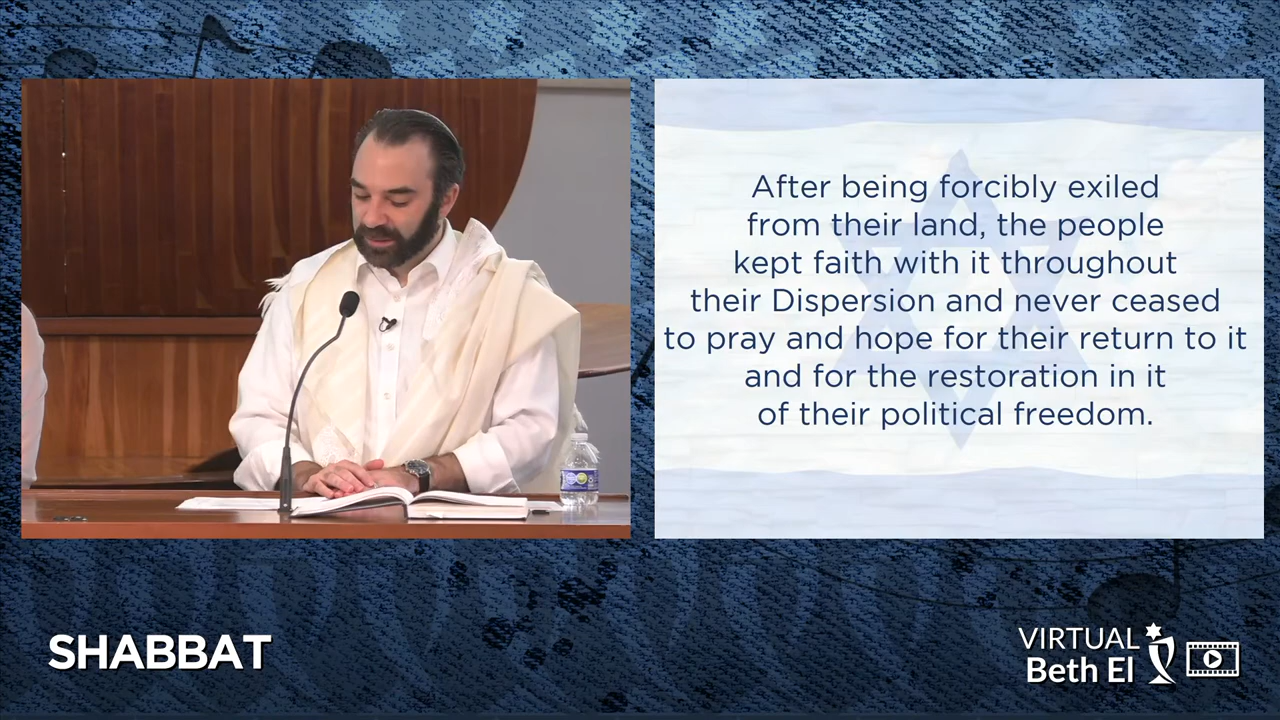 After being forcibly exiled
from their land, the people
kept faith with it throughout
their Dispersion and never ceased
to pray and hope for their return to it
and for the restoration in it
of their political freedom.
SHABBAT
VIRTUAL
Beth El